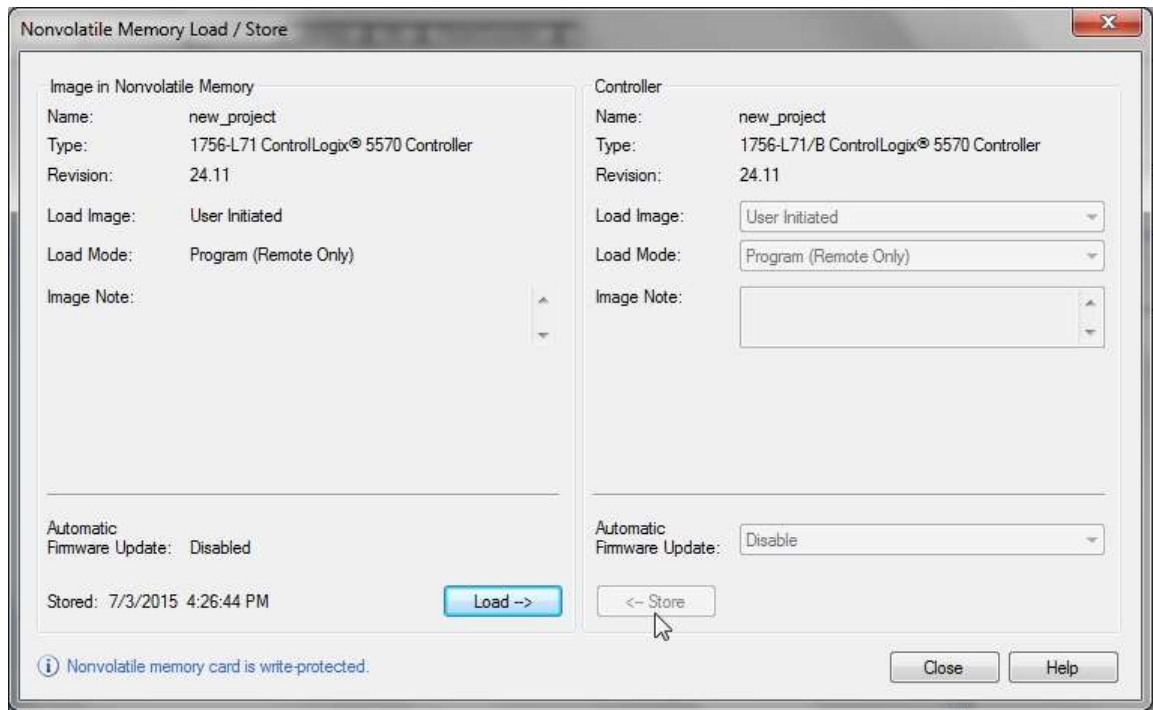 Nonvolatile Memory Load / Store
Image in Nonvolatile Memory
Name: new_project
Type: 1756-L71 ControlLogix® 5570 Controller
Revision: 24.11
Load Image: User Initiated
Load Mode: Program (Remote Only)
Image Note:
Automatic
Firmware Update: Disabled
Stored: 7/3/2015 4:26:44 PM
Load -->
Controller
Name: new_project
Type: 1756-L71/B ControlLogix® 5570 Controller
Revision: 24.11
Load Image: User Initiated
Load Mode: Program (Remote Only)
Image Note:
Automatic
Firmware Update: Disable
<-- Store
Nonvolatile memory card is write-protected.
Close
Help